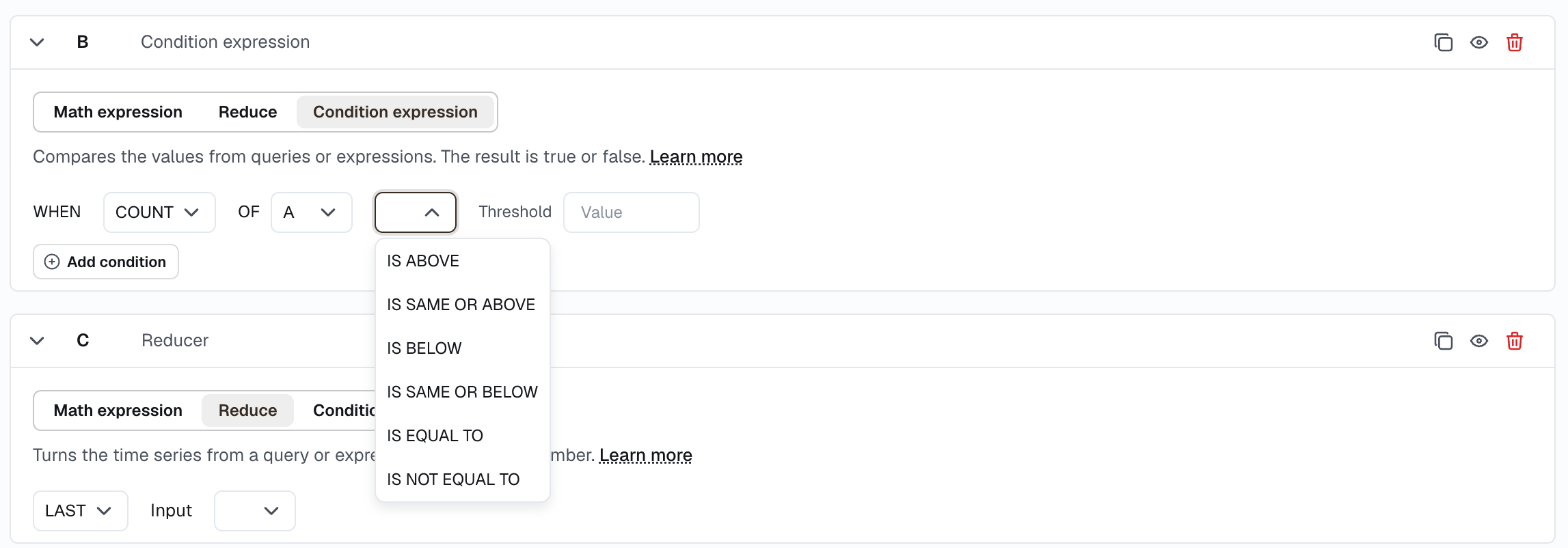 B Condition expression
Math expression Reduce Condition expression
Compares the values from queries or expressions. The result is true or false. Learn more
WHEN COUNT OF A Threshold Value
Add condition
IS ABOVE
IS SAME OR ABOVE
IS BELOW
IS SAME OR BELOW
IS EQUAL TO
IS NOT EQUAL TO
C Reducer
Math expression Reduce
Turns the time series from a query or Learn more
LAST Input